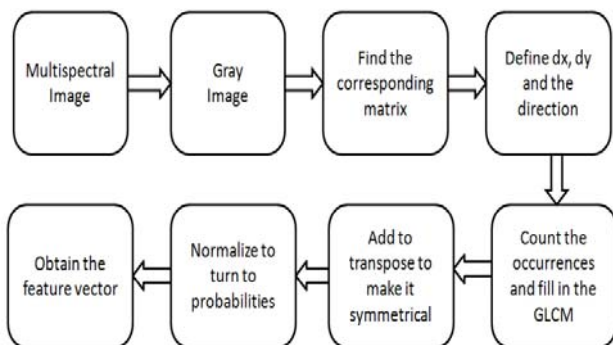 Multispectral
Image
Gray
Image
Find the
corresponding
matrix
Define dx, dy
and the
direction
Count the
occurrences
and fill in the
GLCM
Add to
transpose to
make it
symmetrical
Normalize to
turn to
probabilities
Obtain the
feature vector